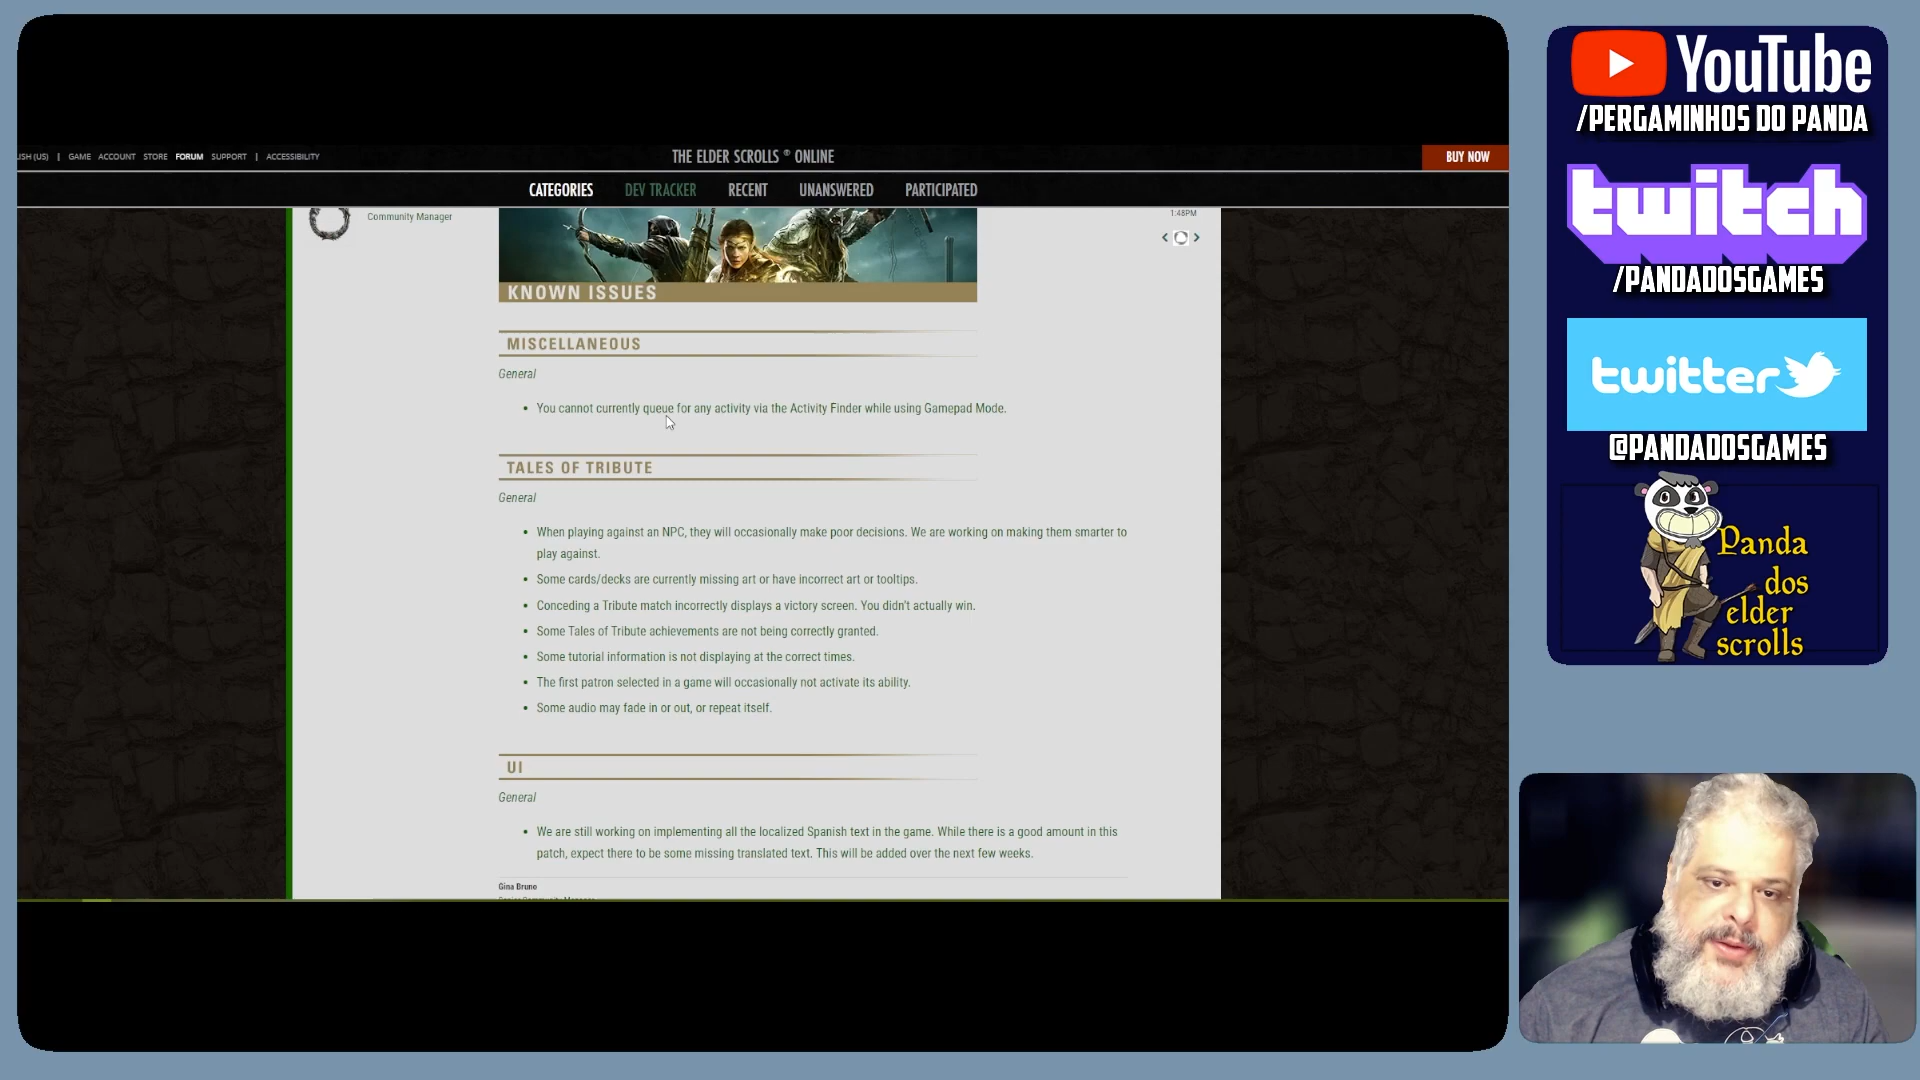 ISH (US) | GAME ACCOUNT STORE FORUM SUPPORT | ACCESSIBILITY
THE ELDER SCROLLS ® ONLINE
BUY NOW
CATEGORIES DEV TRACKER RECENT UNANSWERED PARTICIPATED
Community Manager
1:48PM
KNOWN ISSUES
MISCELLANEOUS
General
• You cannot currently queue for any activity via the Activity Finder while using Gamepad Mode.
TALES OF TRIBUTE
General
• When playing against an NPC, they will occasionally make poor decisions. We are working on making them smarter to
play against.
• Some cards/decks are currently missing art or have incorrect art or tooltips.
• Conceding a Tribute match incorrectly displays a victory screen. You didn't actually win.
• Some Tales of Tribute achievements are not being correctly granted.
• Some tutorial information is not displaying at the correct times.
• The first patron selected in a game will occasionally not activate its ability.
• Some audio may fade in or out, or repeat itself.
UI
General
• We are still working on implementing all the localized Spanish text in the game. While there is a good amount in this
patch, expect there to be some missing translated text. This will be added over the next few weeks.
Gina Bruno
YouTube
/PERGAMINHOS DO PANDA
twitch
/PANDADOSGAMES
twitter
@PANDADOSGAMES
Panda
dos
elder
scrolls